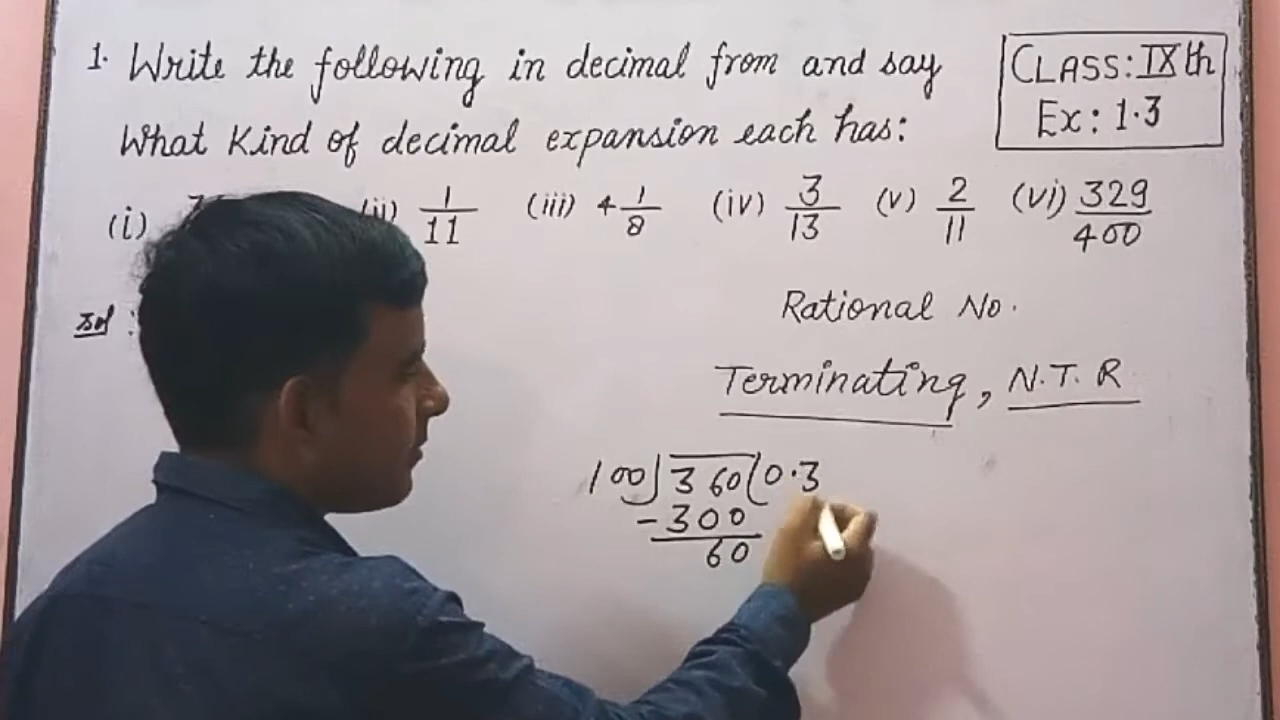 1. Write the following in decimal from and say
What Kind of decimal expansion each has:
CLASS: IXth
Ex: 1.3
(i) (ii) 1/11 (iii) 4 1/8 (iv) 3/13 (v) 2/11 (vi) 329/400
Sol :
Rational No.
Terminating, N.T.R
100) 360 (0.3
-300
60